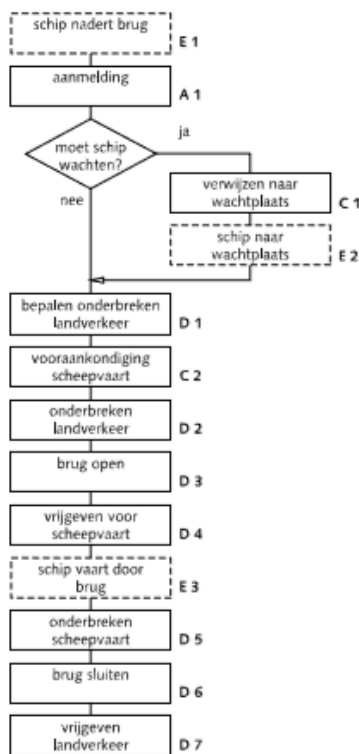 schip nadert brug
E 1
aanmelding
A 1
moet schip
wachten?
ja
nee
verwijzen naar
wachtplaats
C 1
schip naar
wachtplaats
E 2
bepalen onderbreken
landverkeer
D 1
vooraankondiging
scheepvaart
C 2
onderbreken
landverkeer
D 2
brug open
D 3
vrijgeven voor
scheepvaart
D 4
schip vaart door
brug
E 3
onderbreken
scheepvaart
D 5
brug sluiten
D 6
vrijgeven
landverkeer
D 7